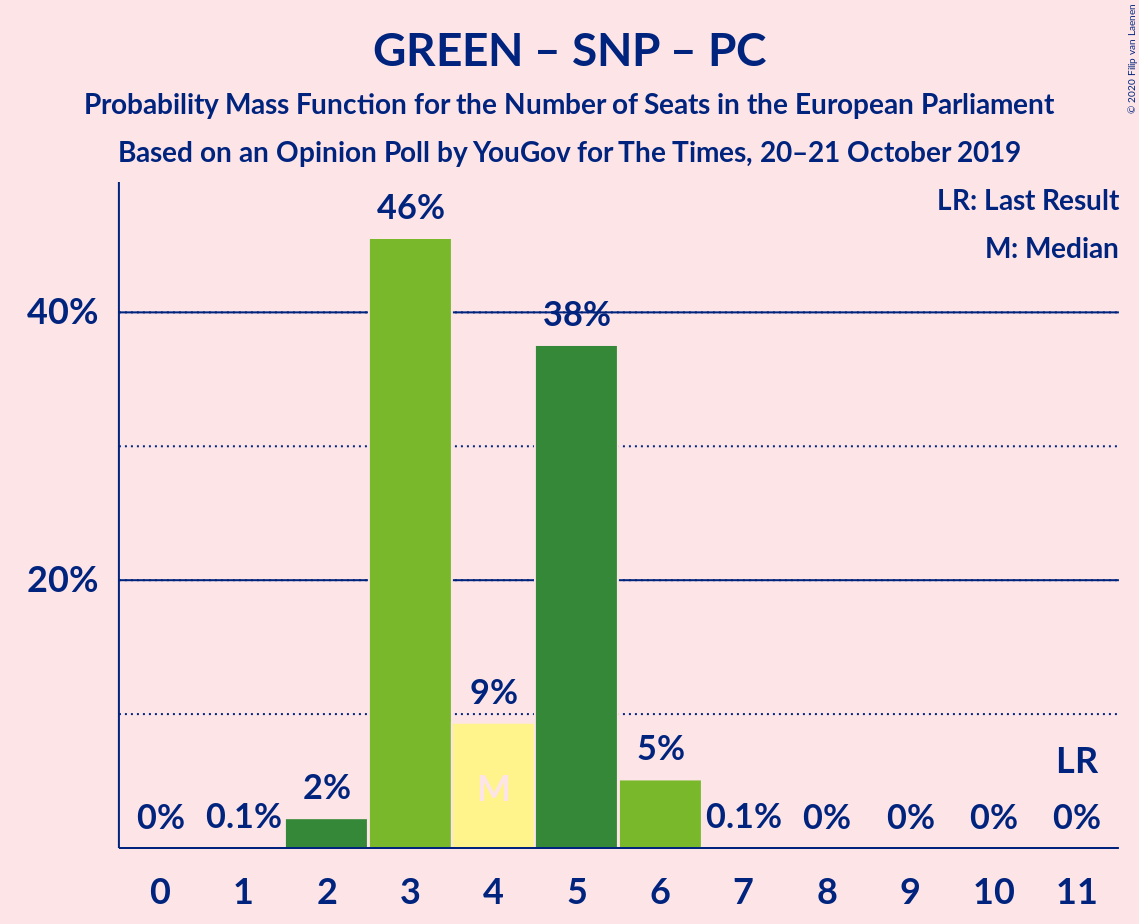 GREEN – SNP – PC
Probability Mass Function for the Number of Seats in the European Parliament
Based on an Opinion Poll by YouGov for The Times, 20–21 October 2019
© 2020 Filip van Laenen
LR: Last Result
M: Median
46%
40%
38%
20%
9%
5%
LR
M
2%
0% 0.1% 0.1% 0% 0% 0% 0%
0 1 2 3 4 5 6 7 8 9 10 11